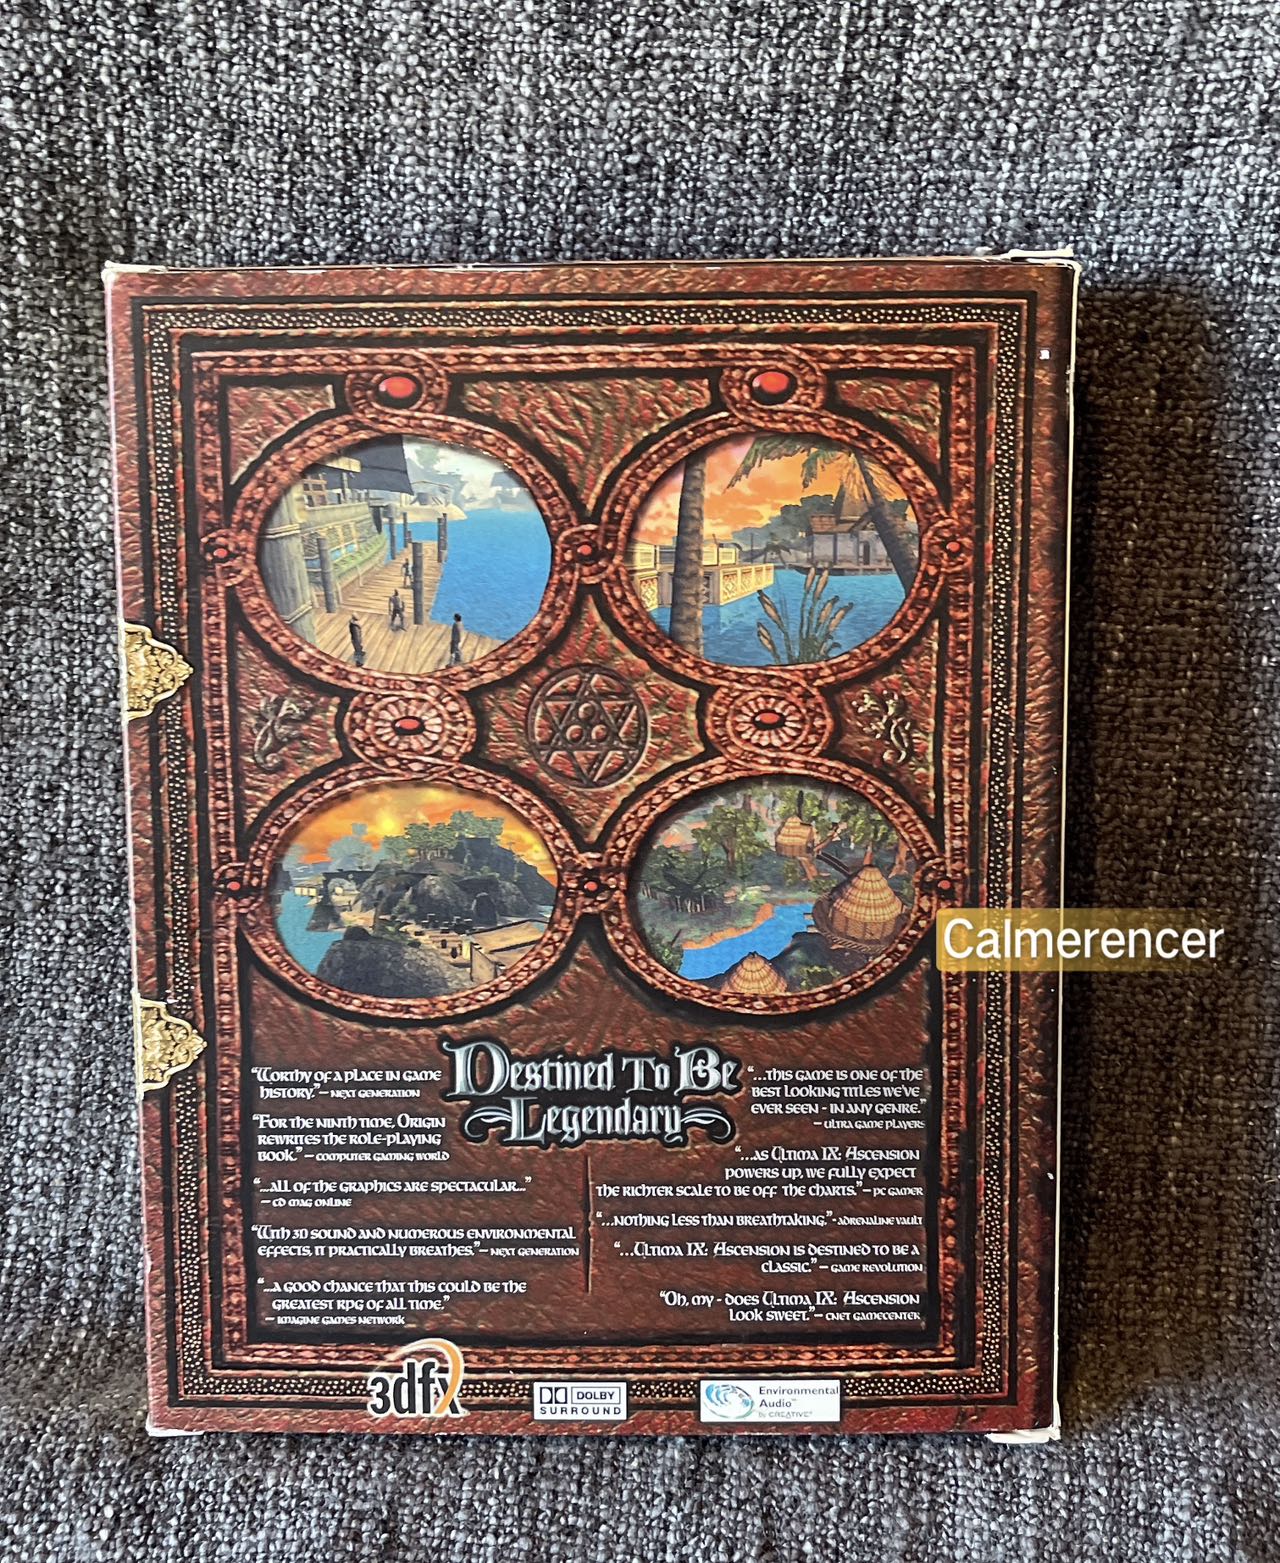 Calmerencer
Destined To Be
Legendary
"Worthy of a place in game
history." – Next Generation
"For the ninth time, Origin
rewrites the role-playing
book." – Computer Gaming World
"...all of the graphics are spectacular..."
– CD Mag Online
"With 3D sound and numerous environmental
effects, it practically breathes." – Next Generation
"...a good chance that this could be the
greatest RPG of all time."
– Imagine Games Network
"...this game is one of the
best looking titles we've
ever seen - in any genre."
– Ultra Game Players
"...as Ultima IX: Ascension
powers up, we fully expect
the Richter scale to be off the charts." – PC Gamer
"...nothing less than breathtaking." - Adrenaline Vault
"...Ultima IX: Ascension is destined to be a
classic." – Game Revolution
"Oh, my - does Ultima IX: Ascension
look sweet." – CNET Gamecenter
3dfx
DOLBY
SURROUND
Environmental
Audio™
by CREATIVE®